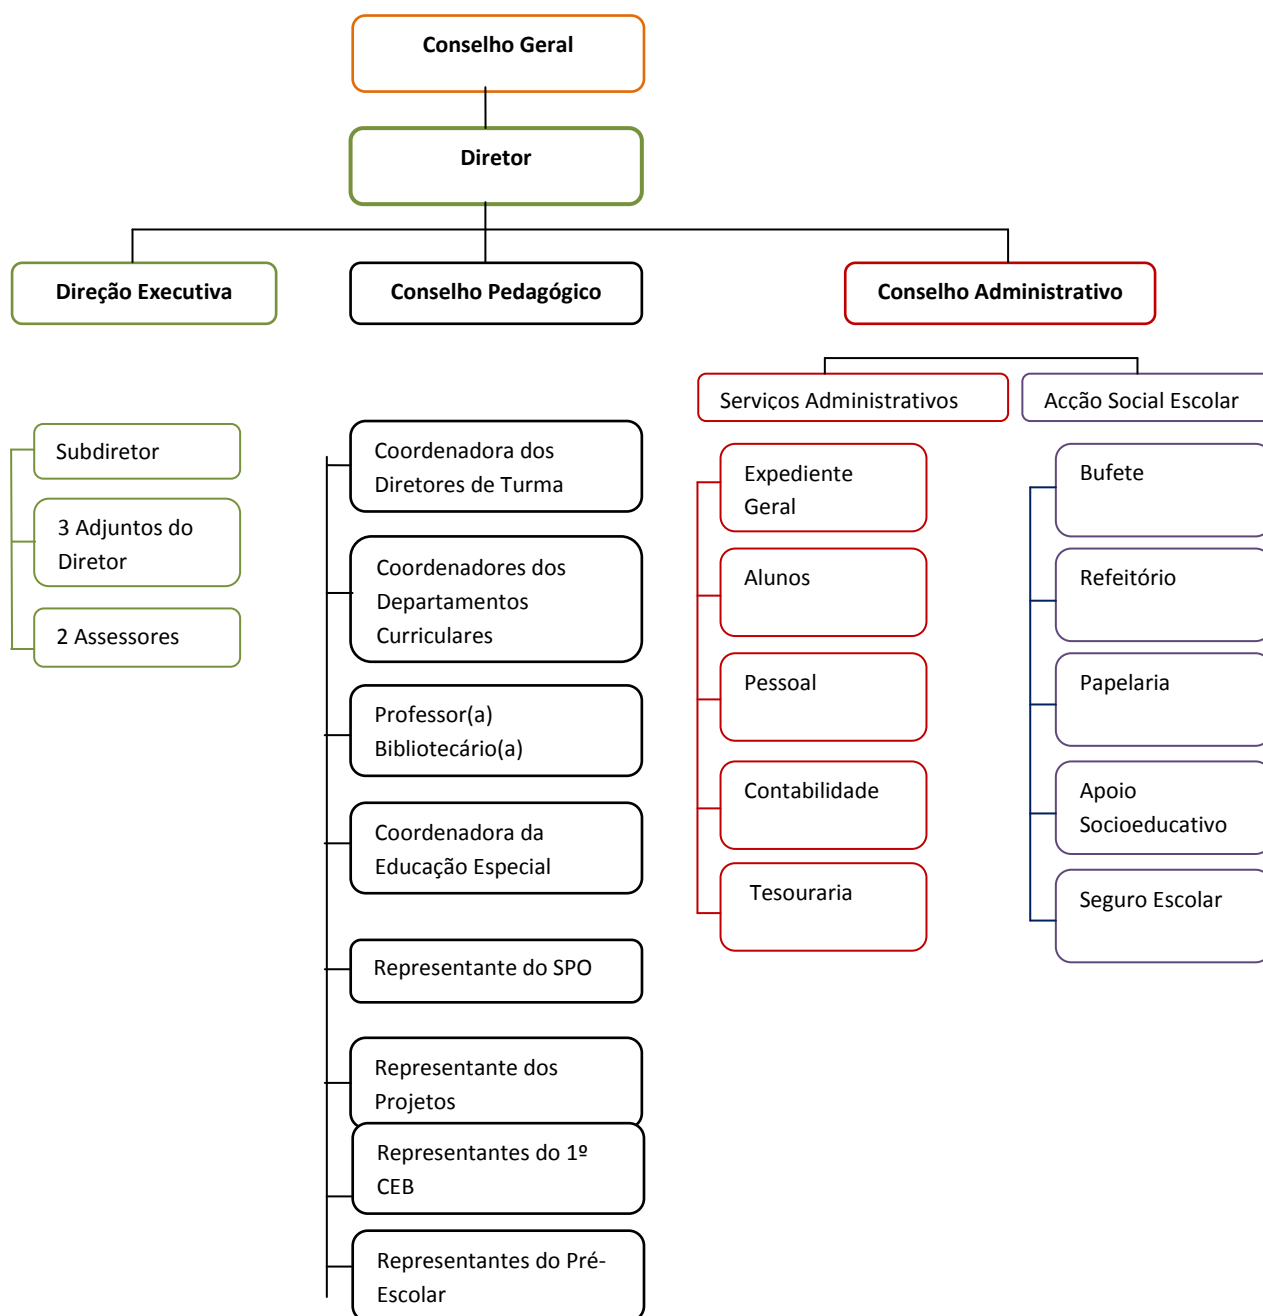 Conselho Geral
Diretor
Direção Executiva
Conselho Pedagógico
Conselho Administrativo
Subdiretor
3 Adjuntos do
Diretor
2 Assessores
Coordenadora dos
Diretores de Turma
Coordenadores dos
Departamentos
Curriculares
Professor(a)
Bibliotecário(a)
Coordenadora da
Educação Especial
Representante do SPO
Representante dos
Projetos
Representantes do 1º
CEB
Representantes do Pré-
Escolar
Serviços Administrativos
Expediente
Geral
Alunos
Pessoal
Contabilidade
Tesouraria
Acção Social Escolar
Bufete
Refeitório
Papelaria
Apoio
Socioeducativo
Seguro Escolar